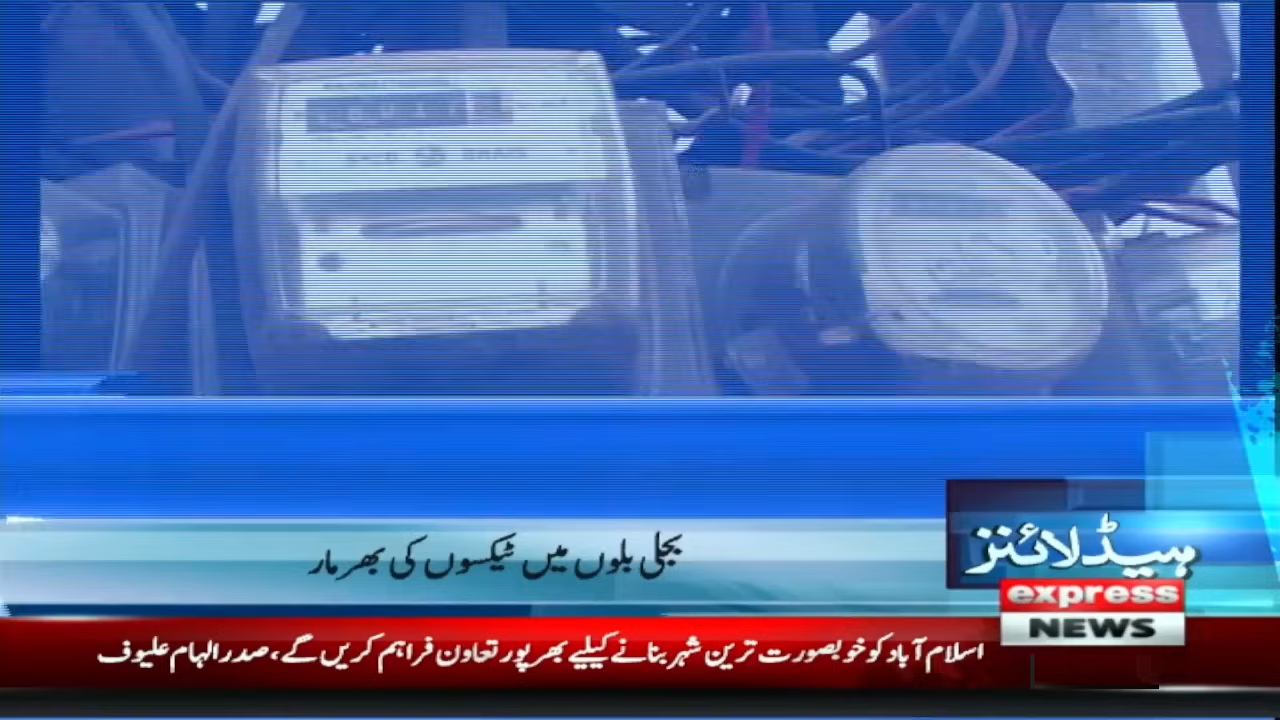 بجلی بلوں میں ٹیکسوں کی بھرمار
ہیڈلائنز
express
NEWS
اسلام آباد کو خوبصورت ترین شہر بنانے کیلیے بھرپور تعاون فراہم کریں گے، صدر الہام علیوف